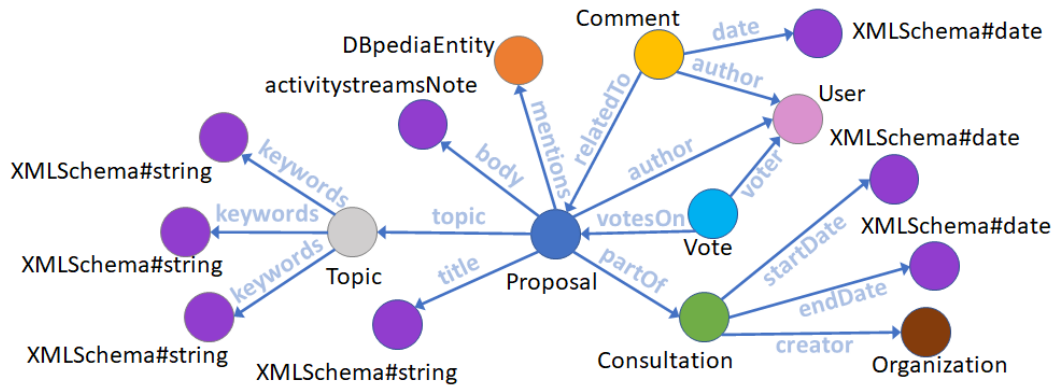 Comment
date
XMLSchema#date
DBpediaEntity
author
User
activitystreamsNote
mentions
relatedTo
XMLSchema#date
keywords
body
author
voter
XMLSchema#string
keywords
topic
votesOn
Vote
startDate
XMLSchema#date
XMLSchema#string
keywords
Topic
title
Proposal
partOf
endDate
XMLSchema#string
XMLSchema#string
Consultation
creator
Organization